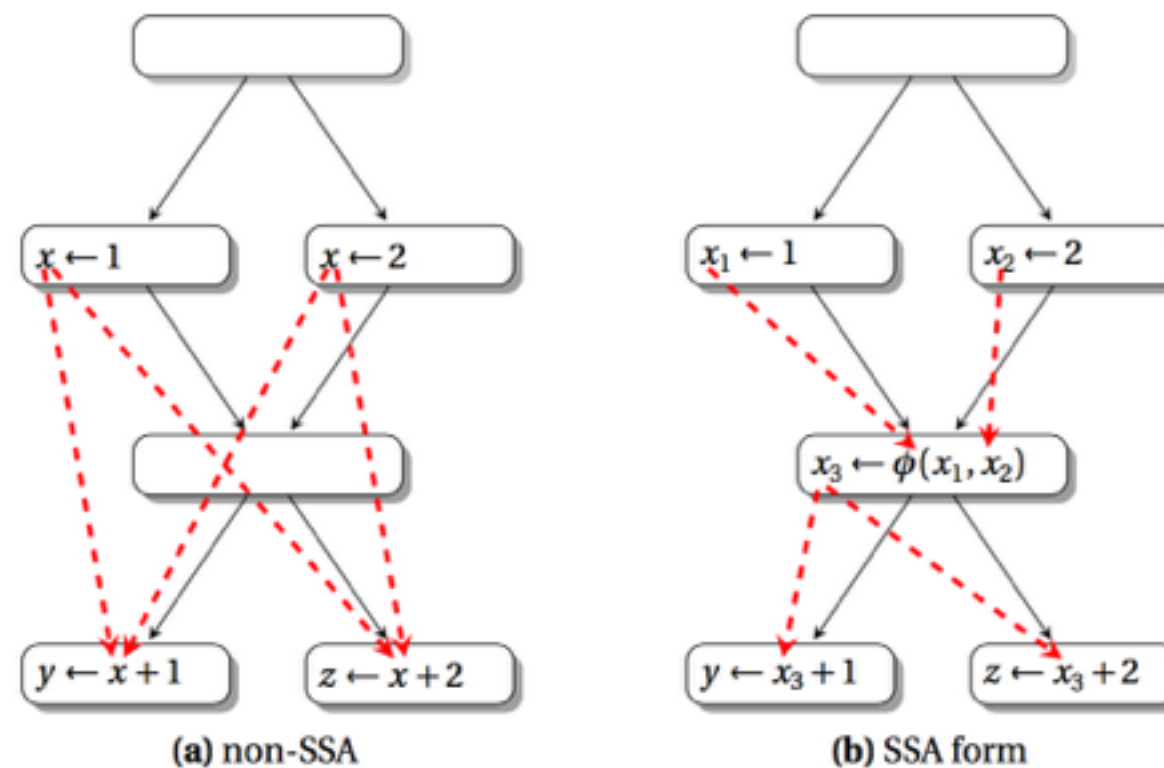 x ← 1
x ← 2
y ← x + 1
z ← x + 2
(a) non-SSA
x₁ ← 1
x₂ ← 2
x₃ ← ϕ(x₁, x₂)
y ← x₃ + 1
z ← x₃ + 2
(b) SSA form